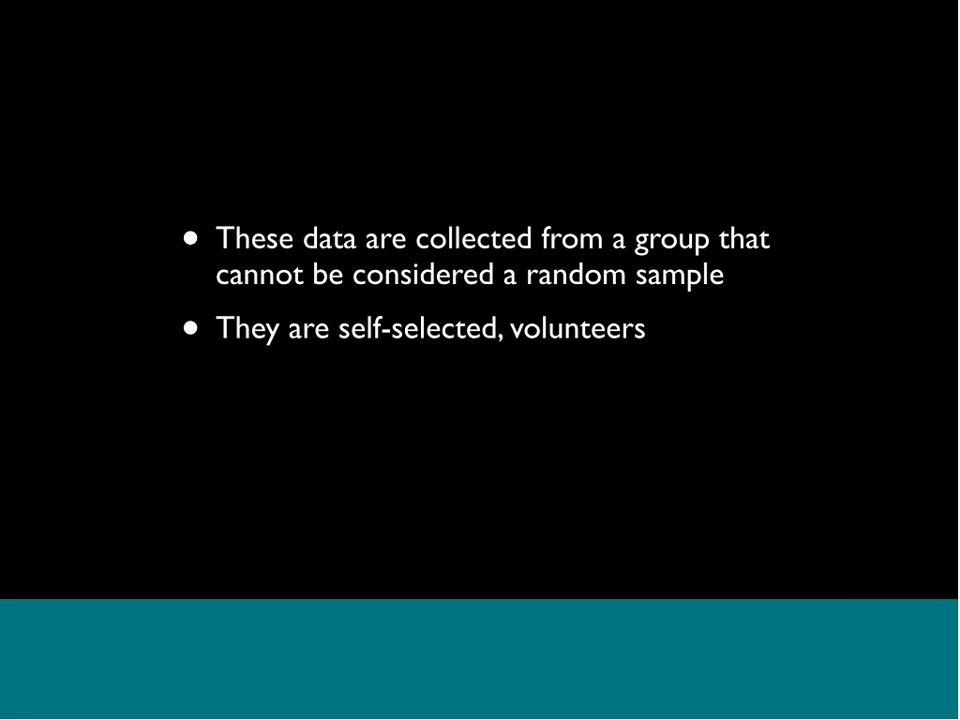 • These data are collected from a group that
cannot be considered a random sample
• They are self-selected, volunteers